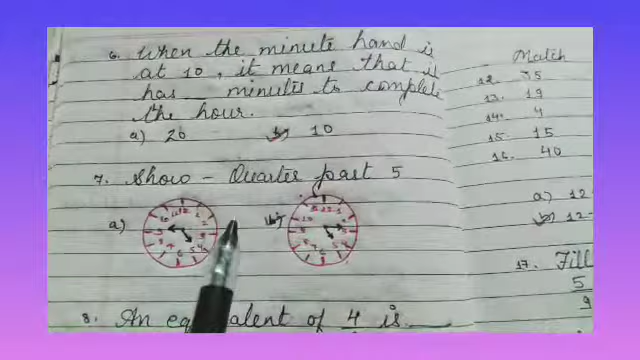 6. When the minute hand is
at 10, it means that it
has minutes to complete
the hour.
a) 20 b) 10
7. Show - Quarter past 5
a)
8. An equivalent of 4 is
Match
12. 35
13. 19
14. 4
15. 15
16. 40
a) 12
b) 12-
17. Fill
5
9